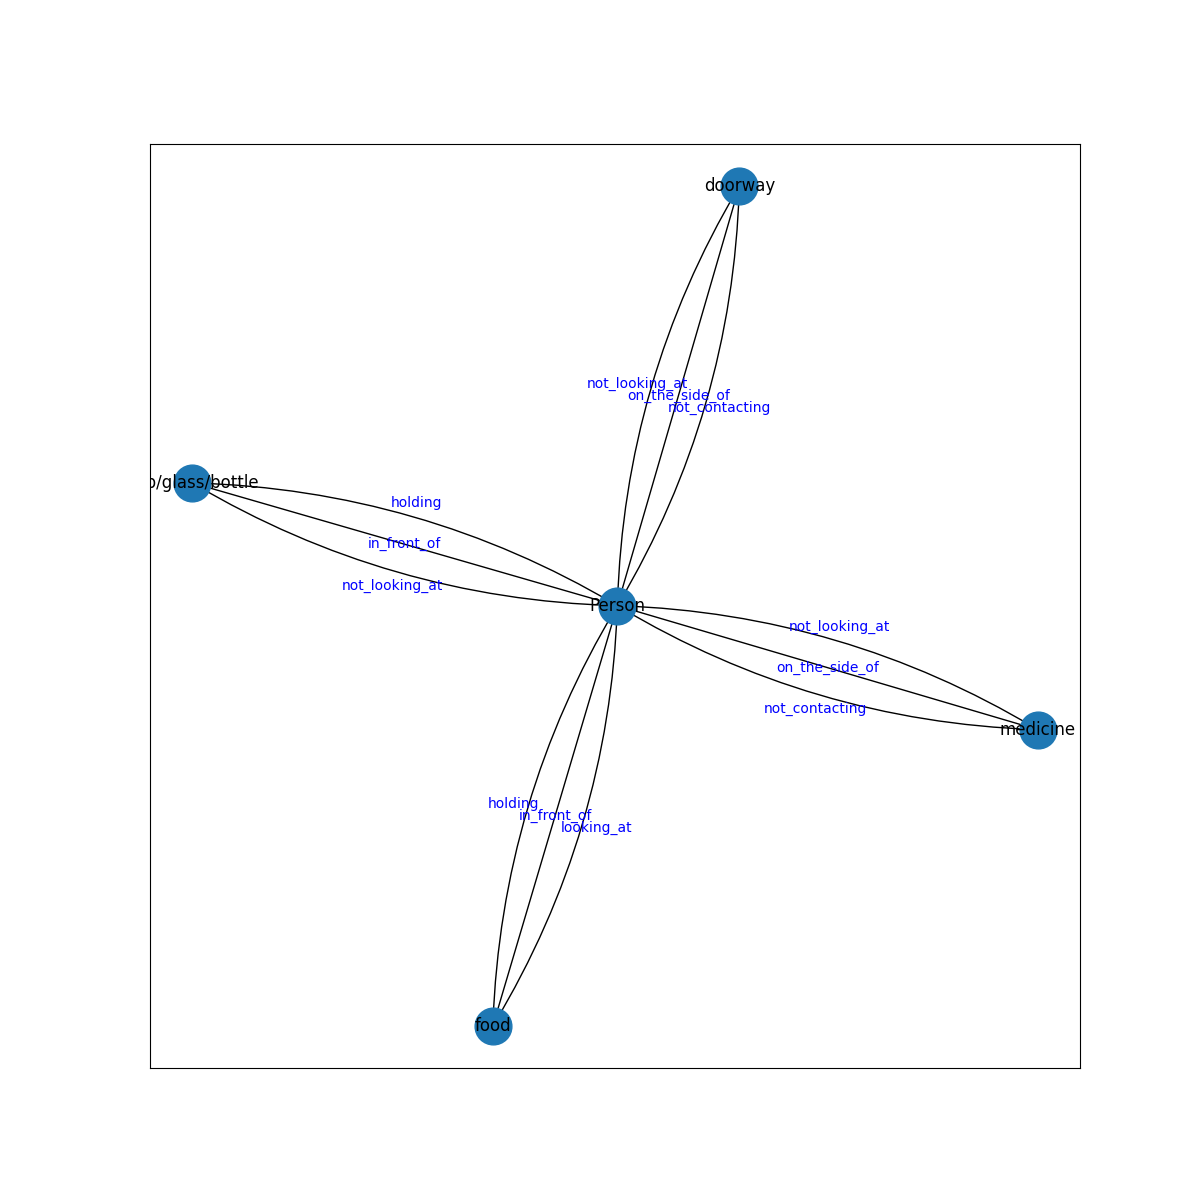 doorway
not_looking_at
on_the_side_of
not_contacting
/glass/bottle
holding
in_front_of
not_looking_at
Person
not_looking_at
on_the_side_of
not_contacting
medicine
holding
in_front_of
looking_at
food